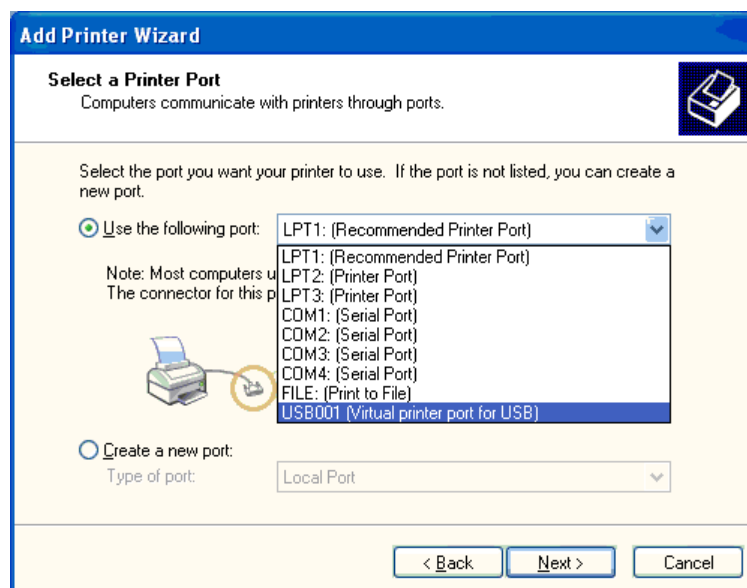 Add Printer Wizard
Select a Printer Port
Computers communicate with printers through ports.
Select the port you want your printer to use. If the port is not listed, you can create a
new port.
Use the following port:
LPT1: (Recommended Printer Port)
LPT1: (Recommended Printer Port)
LPT2: (Printer Port)
LPT3: (Printer Port)
COM1: (Serial Port)
COM2: (Serial Port)
COM3: (Serial Port)
COM4: (Serial Port)
FILE: (Print to File)
USB001 (Virtual printer port for USB)
Note: Most computers u
The connector for this p
Create a new port:
Type of port:
Local Port
< Back
Next >
Cancel